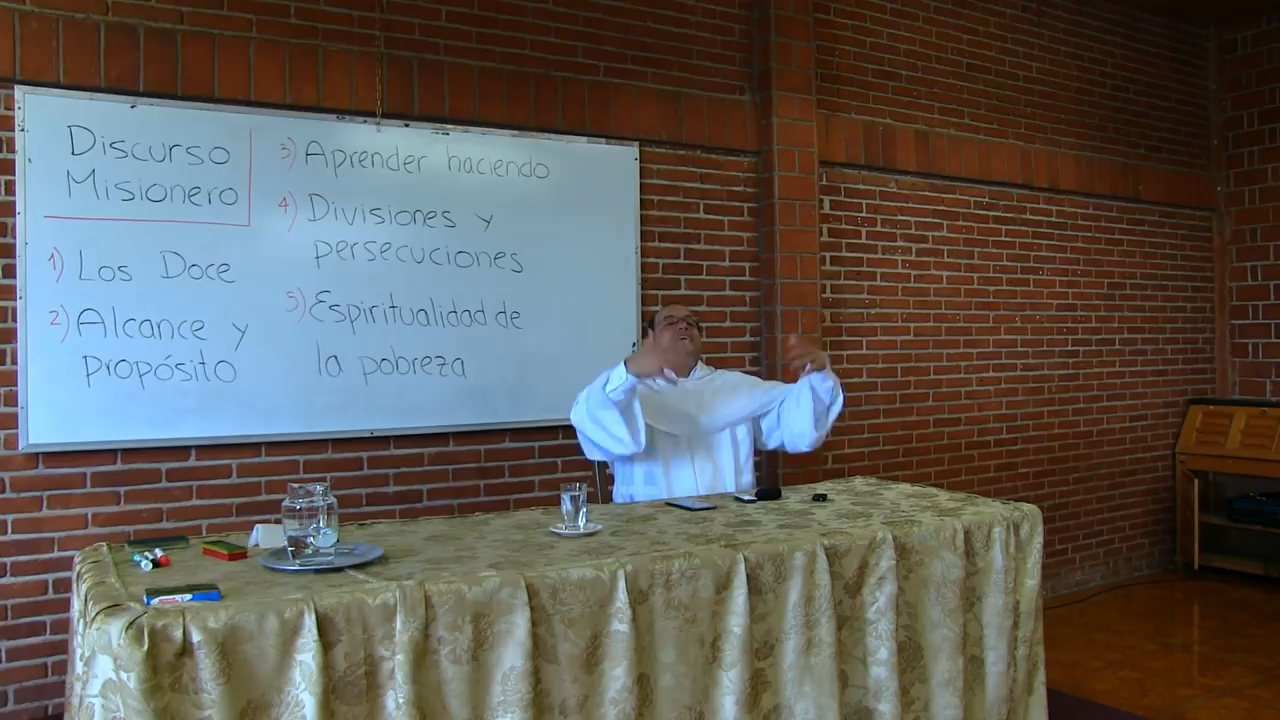 Discurso
Misionero
1) Los Doce
2) Alcance y
propósito
3) Aprender haciendo
4) Divisiones y
persecuciones
5) Espiritualidad de
la pobreza